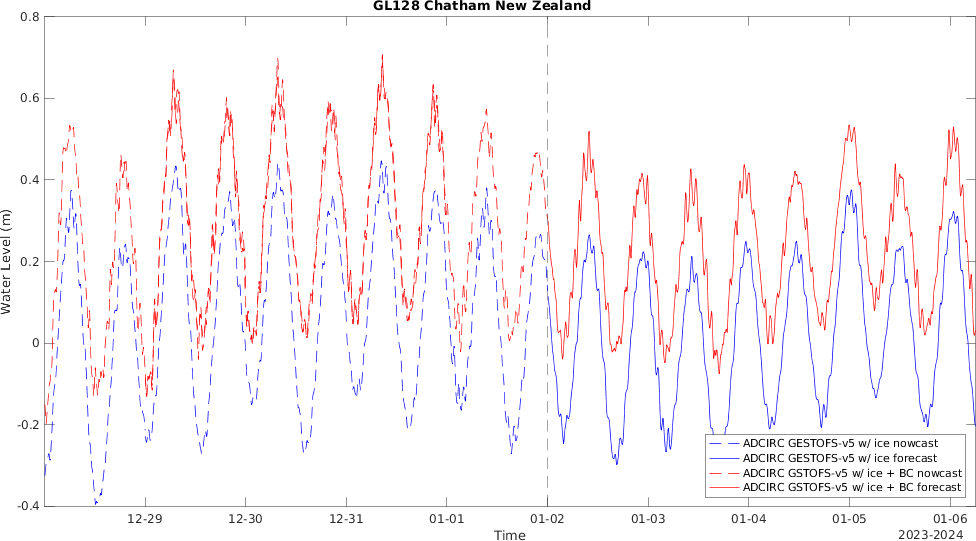 GL128 Chatham New Zealand
0.8
0.6
0.4
0.2
0
-0.2
-0.4
Water Level (m)
ADCIRC GESTOFS-v5 w/ ice nowcast
ADCIRC GESTOFS-v5 w/ ice forecast
ADCIRC GSTOFS-v5 w/ ice + BC nowcast
ADCIRC GSTOFS-v5 w/ ice + BC forecast
12-29 12-30 12-31 01-01 01-02 01-03 01-04 01-05 01-06
Time
2023-2024